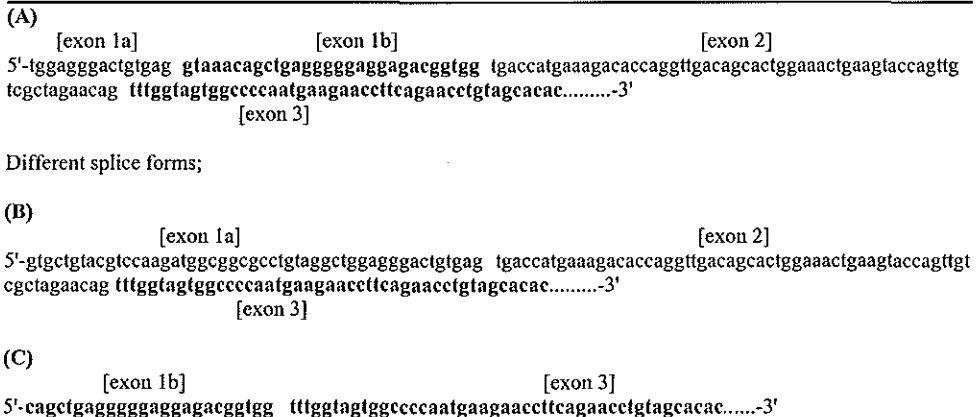 (A)
[exon 1a] [exon 1b] [exon 2]
5'-tggagggactgtgag gtaaacagctgagggggaggagacggtgg tgaccatgaaagacaccaggttgacagcactggaaactgaagtaccagttg
tcgctagaacag tttggtagtggccccaatgaagaaccttcagaacctgtagcacac.........-3'
[exon 3]
Different splice forms;
(B)
[exon 1a] [exon 2]
5'-gtgctgtacgtccaagatggcggcgcctgtaggctggagggactgtgag tgaccatgaaagacaccaggttgacagcactggaaactgaagtaccagttgt
cgctagaacag tttggtagtggccccaatgaagaaccttcagaacctgtagcacac.........-3'
[exon 3]
(C)
[exon 1b] [exon 3]
5'-cagctgagggggaggagacggtgg tttggtagtggccccaatgaagaaccttcagaacctgtagcacac......-3'